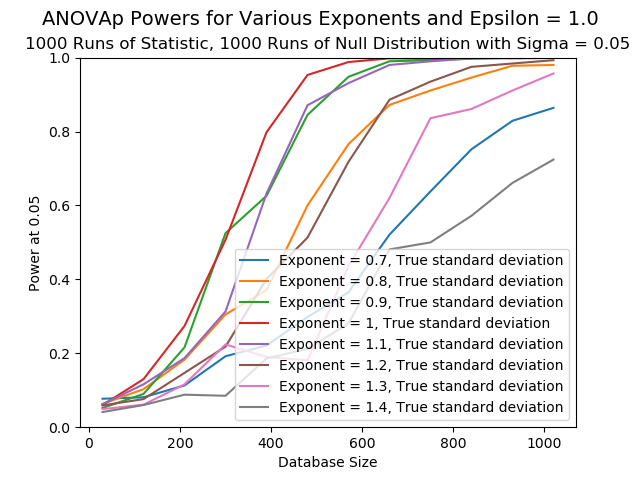 ANOVAp Powers for Various Exponents and Epsilon = 1.0
1000 Runs of Statistic, 1000 Runs of Null Distribution with Sigma = 0.05
1.0
0.8
0.6
0.4
0.2
0.0
Power at 0.05
Exponent = 0.7, True standard deviation
Exponent = 0.8, True standard deviation
Exponent = 0.9, True standard deviation
Exponent = 1, True standard deviation
Exponent = 1.1, True standard deviation
Exponent = 1.2, True standard deviation
Exponent = 1.3, True standard deviation
Exponent = 1.4, True standard deviation
0 200 400 600 800 1000
Database Size